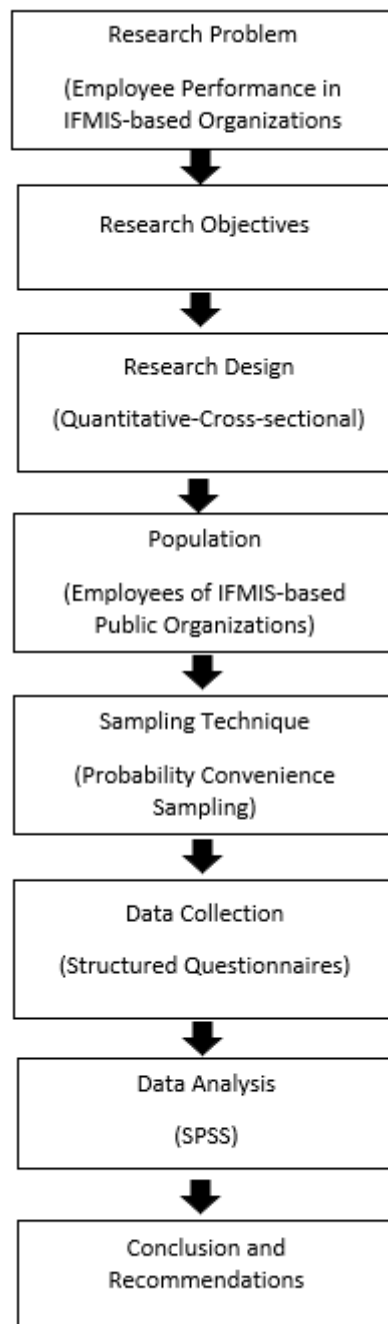 Research Problem
(Employee Performance in
IFMIS-based Organizations
Research Objectives
Research Design
(Quantitative-Cross-sectional)
Population
(Employees of IFMIS-based
Public Organizations)
Sampling Technique
(Probability Convenience
Sampling)
Data Collection
(Structured Questionnaires)
Data Analysis
(SPSS)
Conclusion and
Recommendations